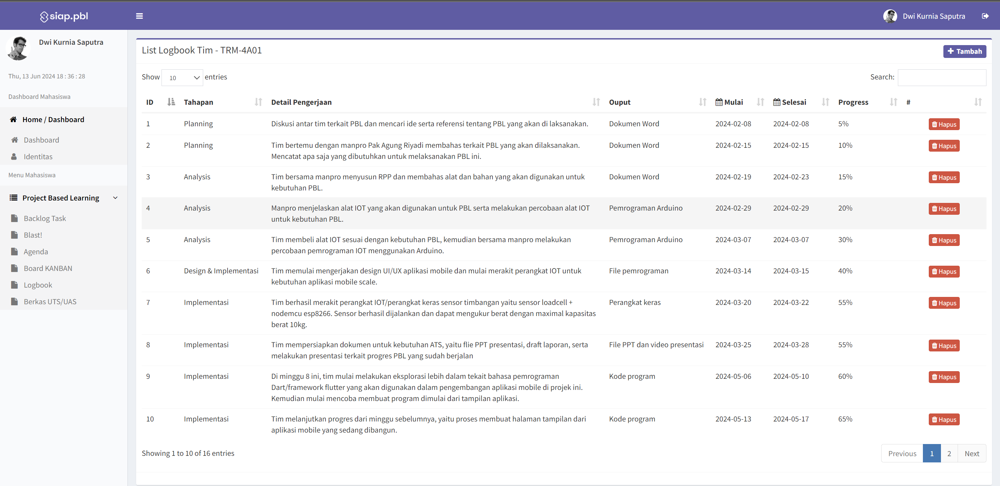 siap.pbl
Dwi Kurnia Saputra
Dwi Kurnia Saputra
Thu, 13 Jun 2024 18 : 36 : 28
Dashboard Mahasiswa
Home / Dashboard
Dashboard
Identitas
Menu Mahasiswa
Project Based Learning
Backlog Task
Blast!
Agenda
Board KANBAN
Logbook
Berkas UTS/UAS
List Logbook Tim - TRM-4A01
Tambah
Show 10 entries
Search:
ID Tahapan Detail Pengerjaan Ouput Mulai Selesai Progress #
1 Planning Diskusi antar tim terkait PBL dan mencari ide serta referensi tentang PBL yang akan di laksanakan. Dokumen Word 2024-02-08 2024-02-08 5% Hapus
2 Planning Tim bertemu dengan manpro Pak Agung Riyadi membahas terkait PBL yang akan dilaksanakan. Dokumen Word 2024-02-15 2024-02-15 10% Hapus
Mencatat apa saja yang dibutuhkan untuk melaksanakan PBL ini.
3 Analysis Tim bersama manpro menyusun RPP dan membahas alat dan bahan yang akan digunakan untuk Dokumen Word 2024-02-19 2024-02-23 15% Hapus
kebutuhan PBL.
4 Analysis Manpro menjelaskan alat IOT yang akan digunakan untuk PBL serta melakukan percobaan alat IOT Pemrograman Arduino 2024-02-29 2024-02-29 20% Hapus
untuk kebutuhan PBL.
5 Analysis Tim membeli alat IOT sesuai dengan kebutuhan PBL, kemudian bersama manpro melakukan Pemrograman Arduino 2024-03-07 2024-03-07 30% Hapus
percobaan pemrograman IOT menggunakan Arduino.
6 Design & Implementasi Tim memulai mengerjakan design UI/UX aplikasi mobile dan mulai merakit perangkat IOT untuk File pemrograman 2024-03-14 2024-03-15 40% Hapus
kebutuhan aplikasi mobile scale.
7 Implementasi Tim berhasil merakit perangkat IOT/perangkat keras sensor timbangan yaitu sensor loadcell + Perangkat keras 2024-03-20 2024-03-22 55% Hapus
nodemcu esp8266. Sensor berhasil dijalankan dan dapat mengukur berat dengan maximal kapasitas
berat 10kg.
8 Implementasi Tim mempersiapkan dokumen untuk kebutuhan ATS, yaitu flie PPT presentasi, draft laporan, serta File PPT dan video presentasi 2024-03-25 2024-03-28 55% Hapus
melakukan presentasi terkait progres PBL yang sudah berjalan
9 Implementasi Di minggu 8 ini, tim mulai melakukan eksplorasi lebih dalam tekait bahasa pemrograman Kode program 2024-05-06 2024-05-10 60% Hapus
Dart/framework flutter yang akan digunakan dalam pengembangan aplikasi mobile di projek ini.
Kemudian mulai mencoba membuat program dimulai dari tampilan aplikasi.
10 Implementasi Tim melanjutkan progres dari minggu sebelumnya, yaitu proses membuat halaman tampilan dari Kode program 2024-05-13 2024-05-17 65% Hapus
aplikasi mobile yang sedang dibangun.
Showing 1 to 10 of 16 entries
Previous 1 2 Next